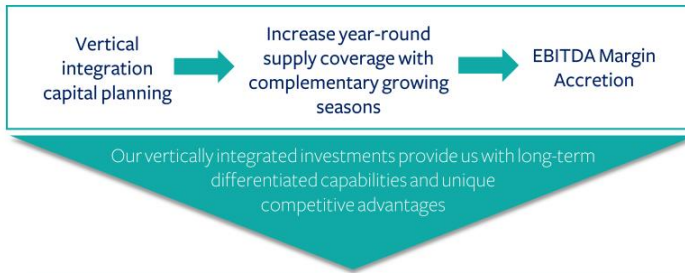 Vertical
integration
capital planning
Increase year-round
supply coverage with
complementary growing
seasons
EBITDA Margin
Accretion
Our vertically integrated investments provide us with long-term
differentiated capabilities and unique
competitive advantages